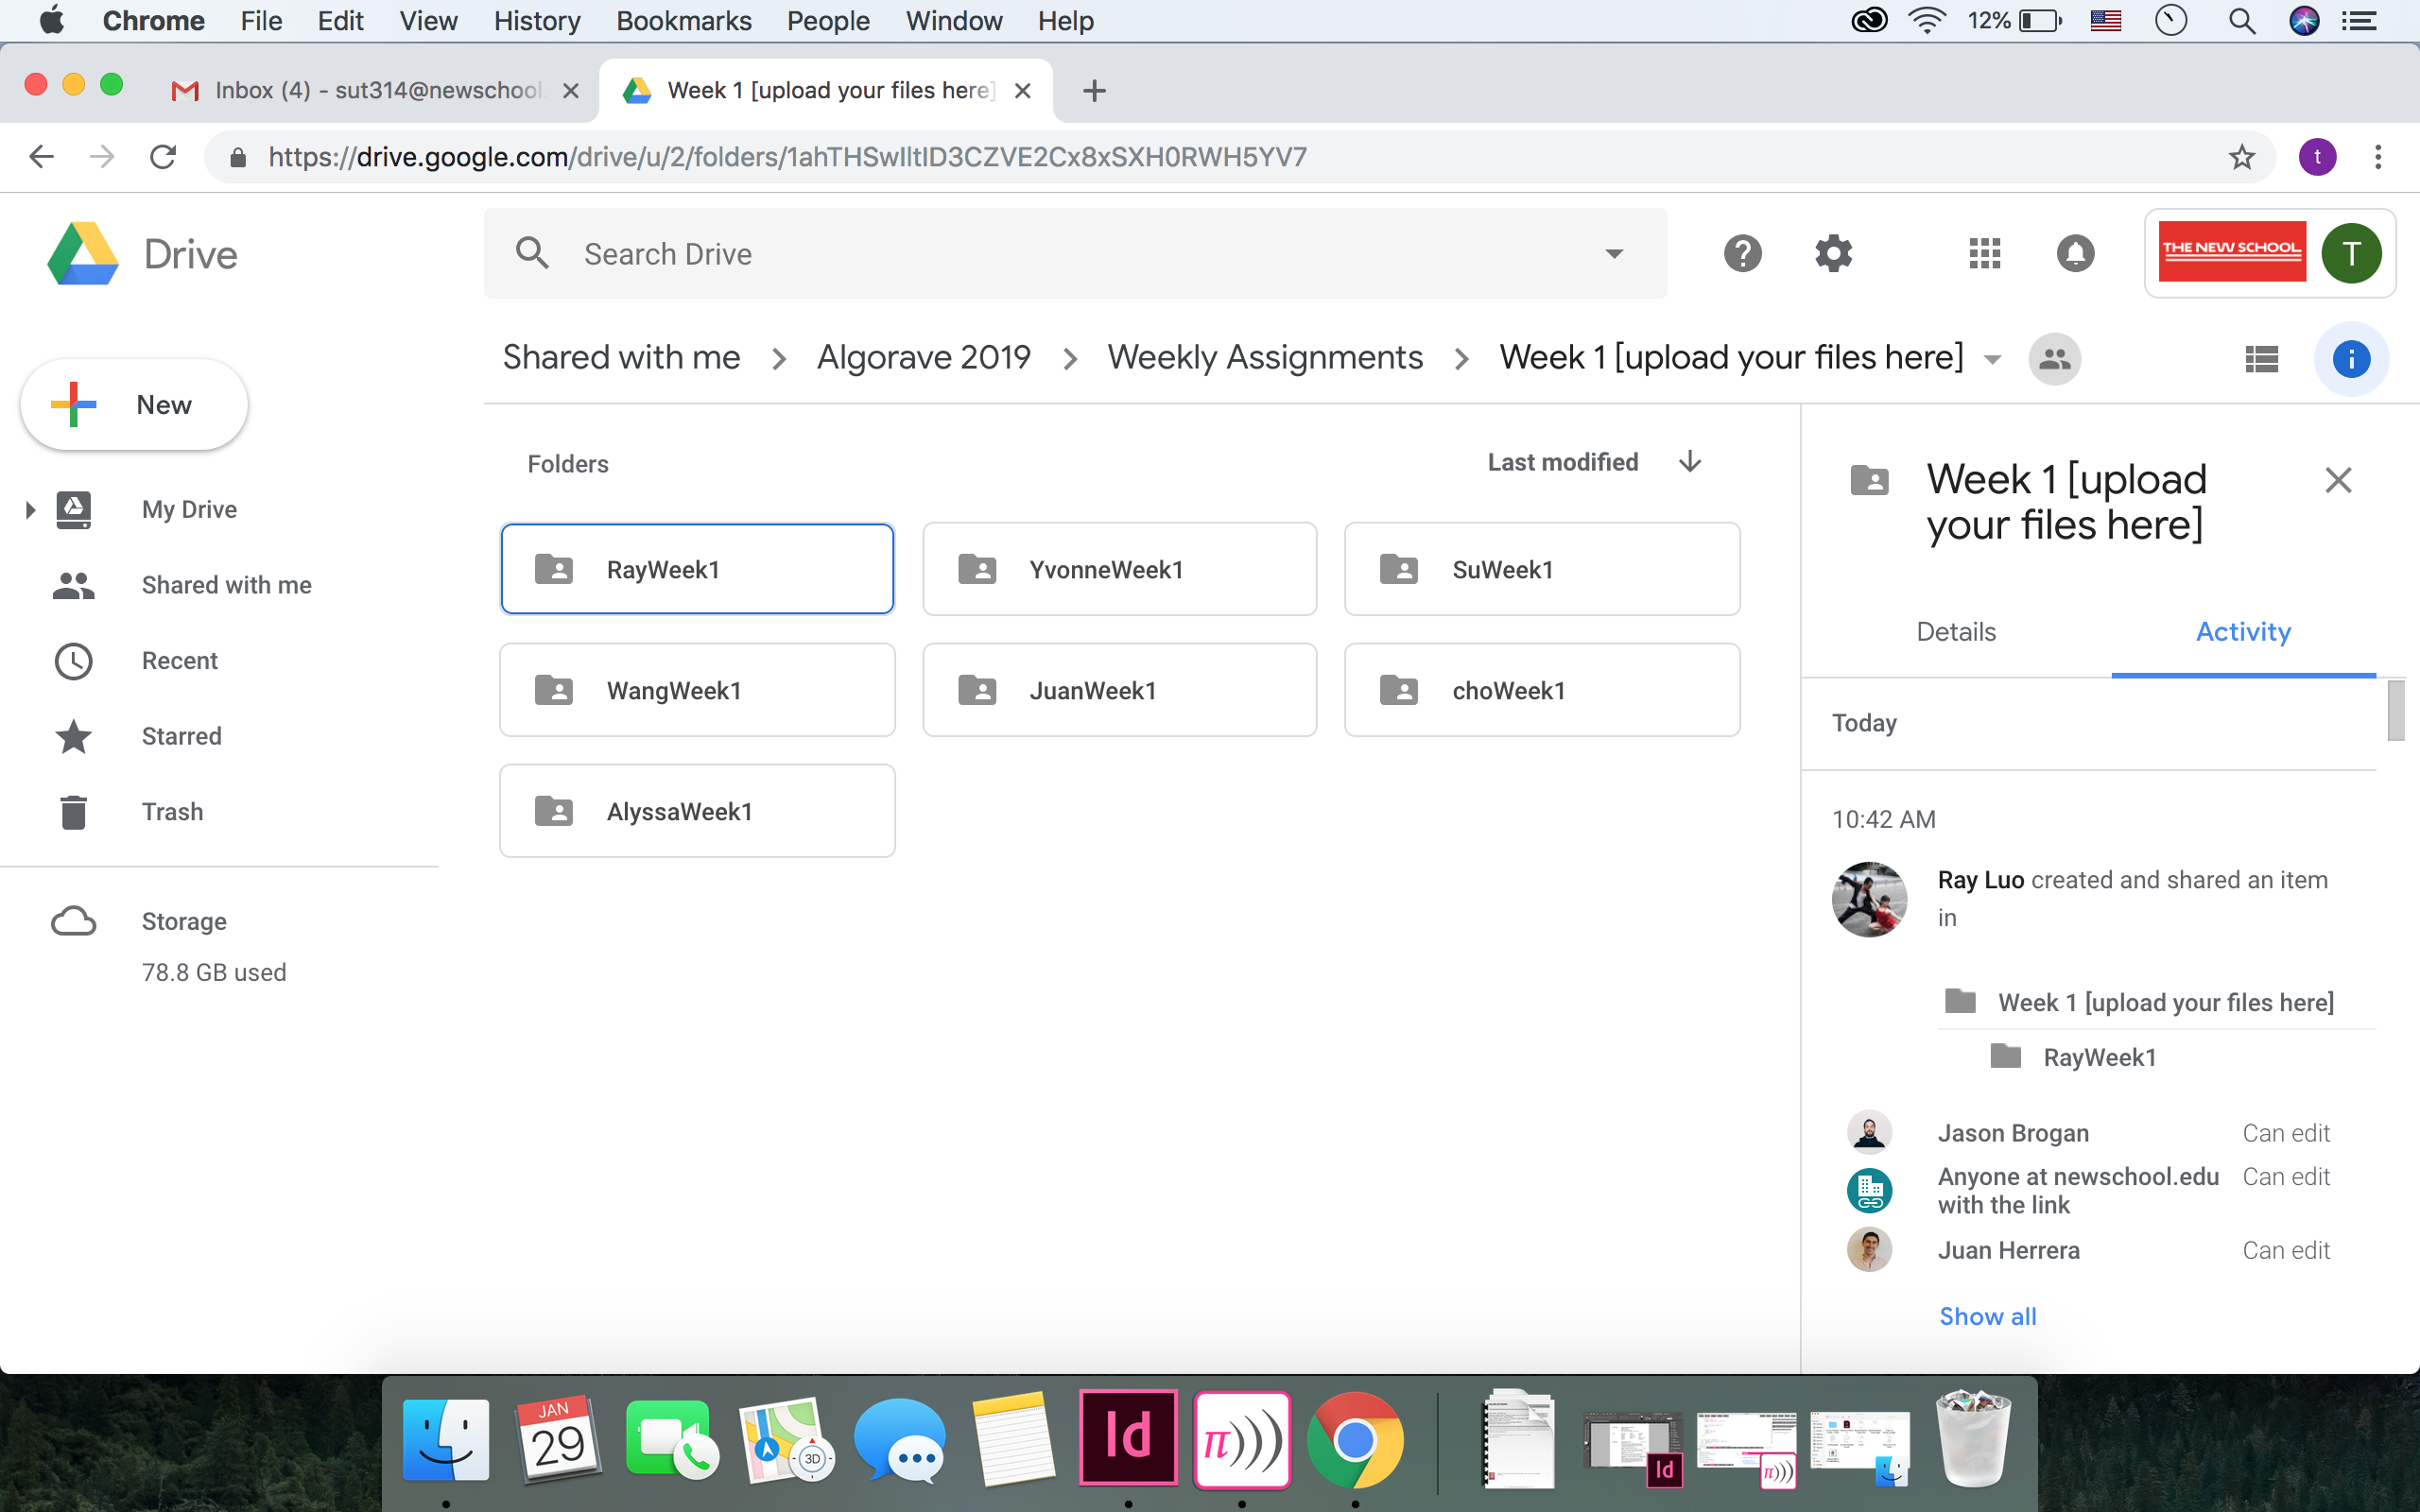 Chrome File Edit View History Bookmarks People Window Help 12%
Inbox (4) - sut314@newschool. Week 1 [upload your files here]
https://drive.google.com/drive/u/2/folders/1ahTHSwIltID3CZVE2Cx8xSXH0RWH5YV7 t
Drive Search Drive THE NEW SCHOOL T
Shared with me Algorave 2019 Weekly Assignments Week 1 [upload your files here]
New
My Drive
Shared with me
Recent
Starred
Trash
Storage
78.8 GB used
Folders Last modified
RayWeek1 YvonneWeek1 SuWeek1
WangWeek1 JuanWeek1 choWeek1
AlyssaWeek1
Week 1 [upload
your files here]
Details Activity
Today
10:42 AM
Ray Luo created and shared an item
in
Week 1 [upload your files here]
RayWeek1
Jason Brogan Can edit
Anyone at newschool.edu Can edit
with the link
Juan Herrera Can edit
Show all
JAN
29
3D
Id
π)))
Id
π)))